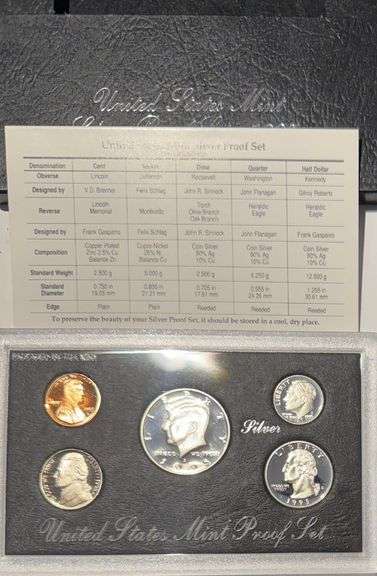 United States Mint
Silver Proof Set
Denomination Cent Nickel Dime Quarter Half Dollar
Obverse Lincoln Jefferson Roosevelt Washington Kennedy
Designed by V.D. Brenner Felix Schlag John R. Sinnock John Flanagan Gilroy Roberts
Reverse Lincoln Memorial Monticello Torch Olive Branch Oak Branch Heraldic Eagle Heraldic Eagle
Designed by Frank Gasparro Felix Schlag John R. Sinnock John Flanagan Frank Gasparro
Composition Copper Plated Zinc 2.5% Cu Balance Zn Cupro-Nickel 25% Ni Balance Cu Coin Silver 90% Ag 10% Cu Coin Silver 90% Ag 10% Cu Coin Silver 90% Ag 10% Cu
Standard Weight 2.500 g 5.000 g 2.500 g 6.250 g 12.500 g
Standard Diameter 0.750 in 19.05 mm 0.835 in 21.21 mm 0.705 in 17.91 mm 0.955 in 24.26 mm 1.205 in 30.61 mm
Edge Plain Plain Reeded Reeded Reeded
To preserve the beauty of your Silver Proof Set, it should be stored in a cool, dry place.
LIBERTY
LIBERTY
Silver
LIBERTY
United States Mint Proof Set